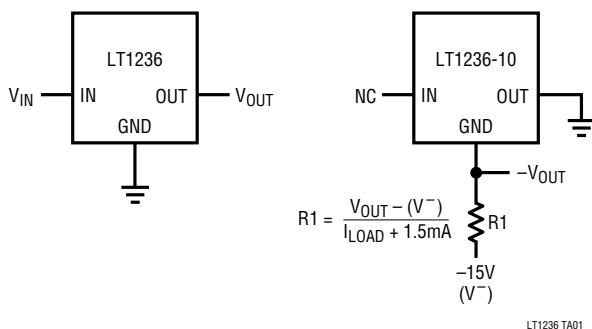 LT1236
V_IN IN OUT V_OUT
GND
LT1236-10
NC IN OUT
GND
–V_OUT
R1 = V_OUT – (V⁻) / I_LOAD + 1.5mA
R1
–15V
(V⁻)
LT1236 TA01